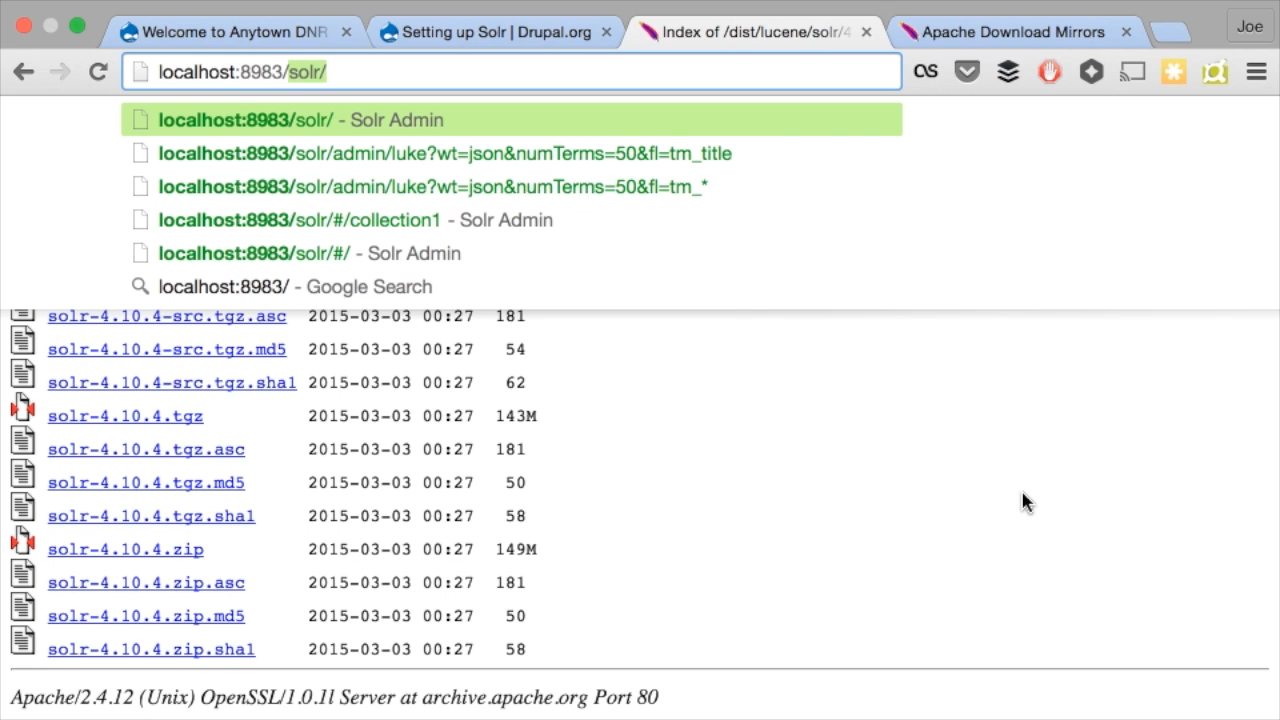 Welcome to Anytown DNR
Setting up Solr | Drupal.org
Index of /dist/lucene/solr/4
Apache Download Mirrors
Joe
localhost:8983/solr/
localhost:8983/solr/ - Solr Admin
localhost:8983/solr/admin/luke?wt=json&numTerms=50&fl=tm_title
localhost:8983/solr/admin/luke?wt=json&numTerms=50&fl=tm_*
localhost:8983/solr/#/collection1 - Solr Admin
localhost:8983/solr/#/ - Solr Admin
localhost:8983/ - Google Search
solr-4.10.4-src.tgz.asc 2015-03-03 00:27 181
solr-4.10.4-src.tgz.md5 2015-03-03 00:27 54
solr-4.10.4-src.tgz.sha1 2015-03-03 00:27 62
solr-4.10.4.tgz 2015-03-03 00:27 143M
solr-4.10.4.tgz.asc 2015-03-03 00:27 181
solr-4.10.4.tgz.md5 2015-03-03 00:27 50
solr-4.10.4.tgz.sha1 2015-03-03 00:27 58
solr-4.10.4.zip 2015-03-03 00:27 149M
solr-4.10.4.zip.asc 2015-03-03 00:27 181
solr-4.10.4.zip.md5 2015-03-03 00:27 50
solr-4.10.4.zip.sha1 2015-03-03 00:27 58
Apache/2.4.12 (Unix) OpenSSL/1.0.1l Server at archive.apache.org Port 80